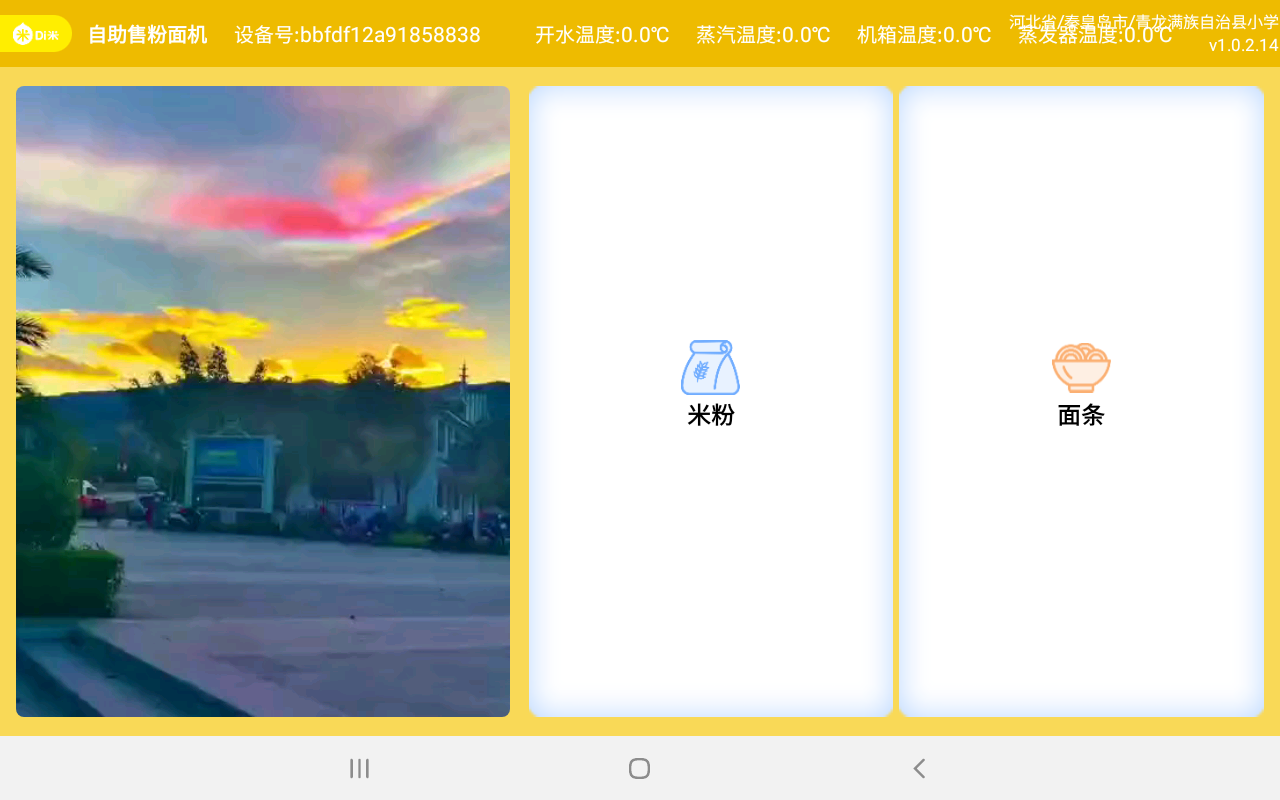 米 Di米
自助售粉面机
设备号:bbfdf12a91858838
开水温度:0.0℃
蒸汽温度:0.0℃
机箱温度:0.0℃
蒸发器温度:0.0℃
河北省/秦皇岛市/青龙满族自治县小学
v1.0.2.14
米粉
面条